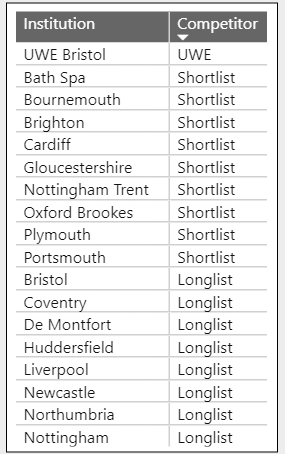 Institution Competitor
UWE Bristol UWE
Bath Spa Shortlist
Bournemouth Shortlist
Brighton Shortlist
Cardiff Shortlist
Gloucestershire Shortlist
Nottingham Trent Shortlist
Oxford Brookes Shortlist
Plymouth Shortlist
Portsmouth Shortlist
Bristol Longlist
Coventry Longlist
De Montfort Longlist
Huddersfield Longlist
Liverpool Longlist
Newcastle Longlist
Northumbria Longlist
Nottingham Longlist